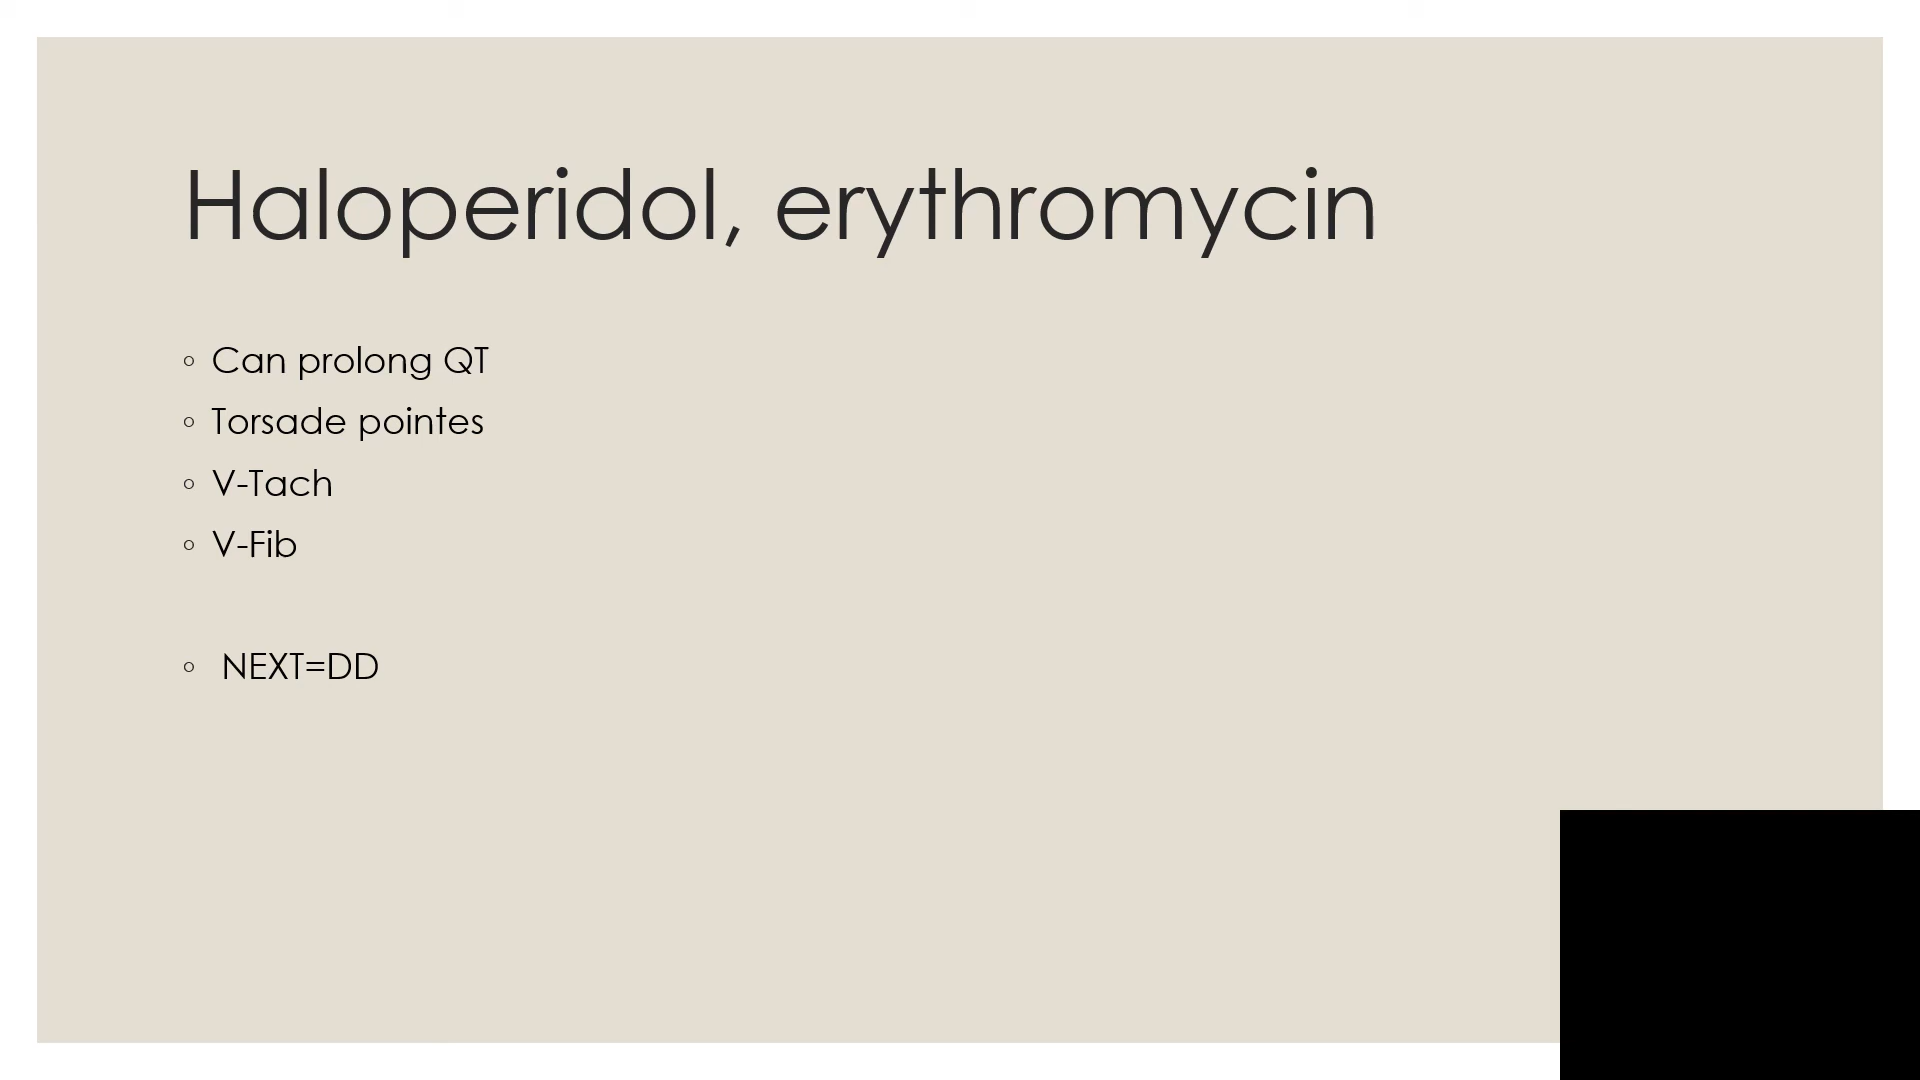 Haloperidol, erythromycin
Can prolong QT
Torsade pointes
V-Tach
V-Fib
NEXT=DD